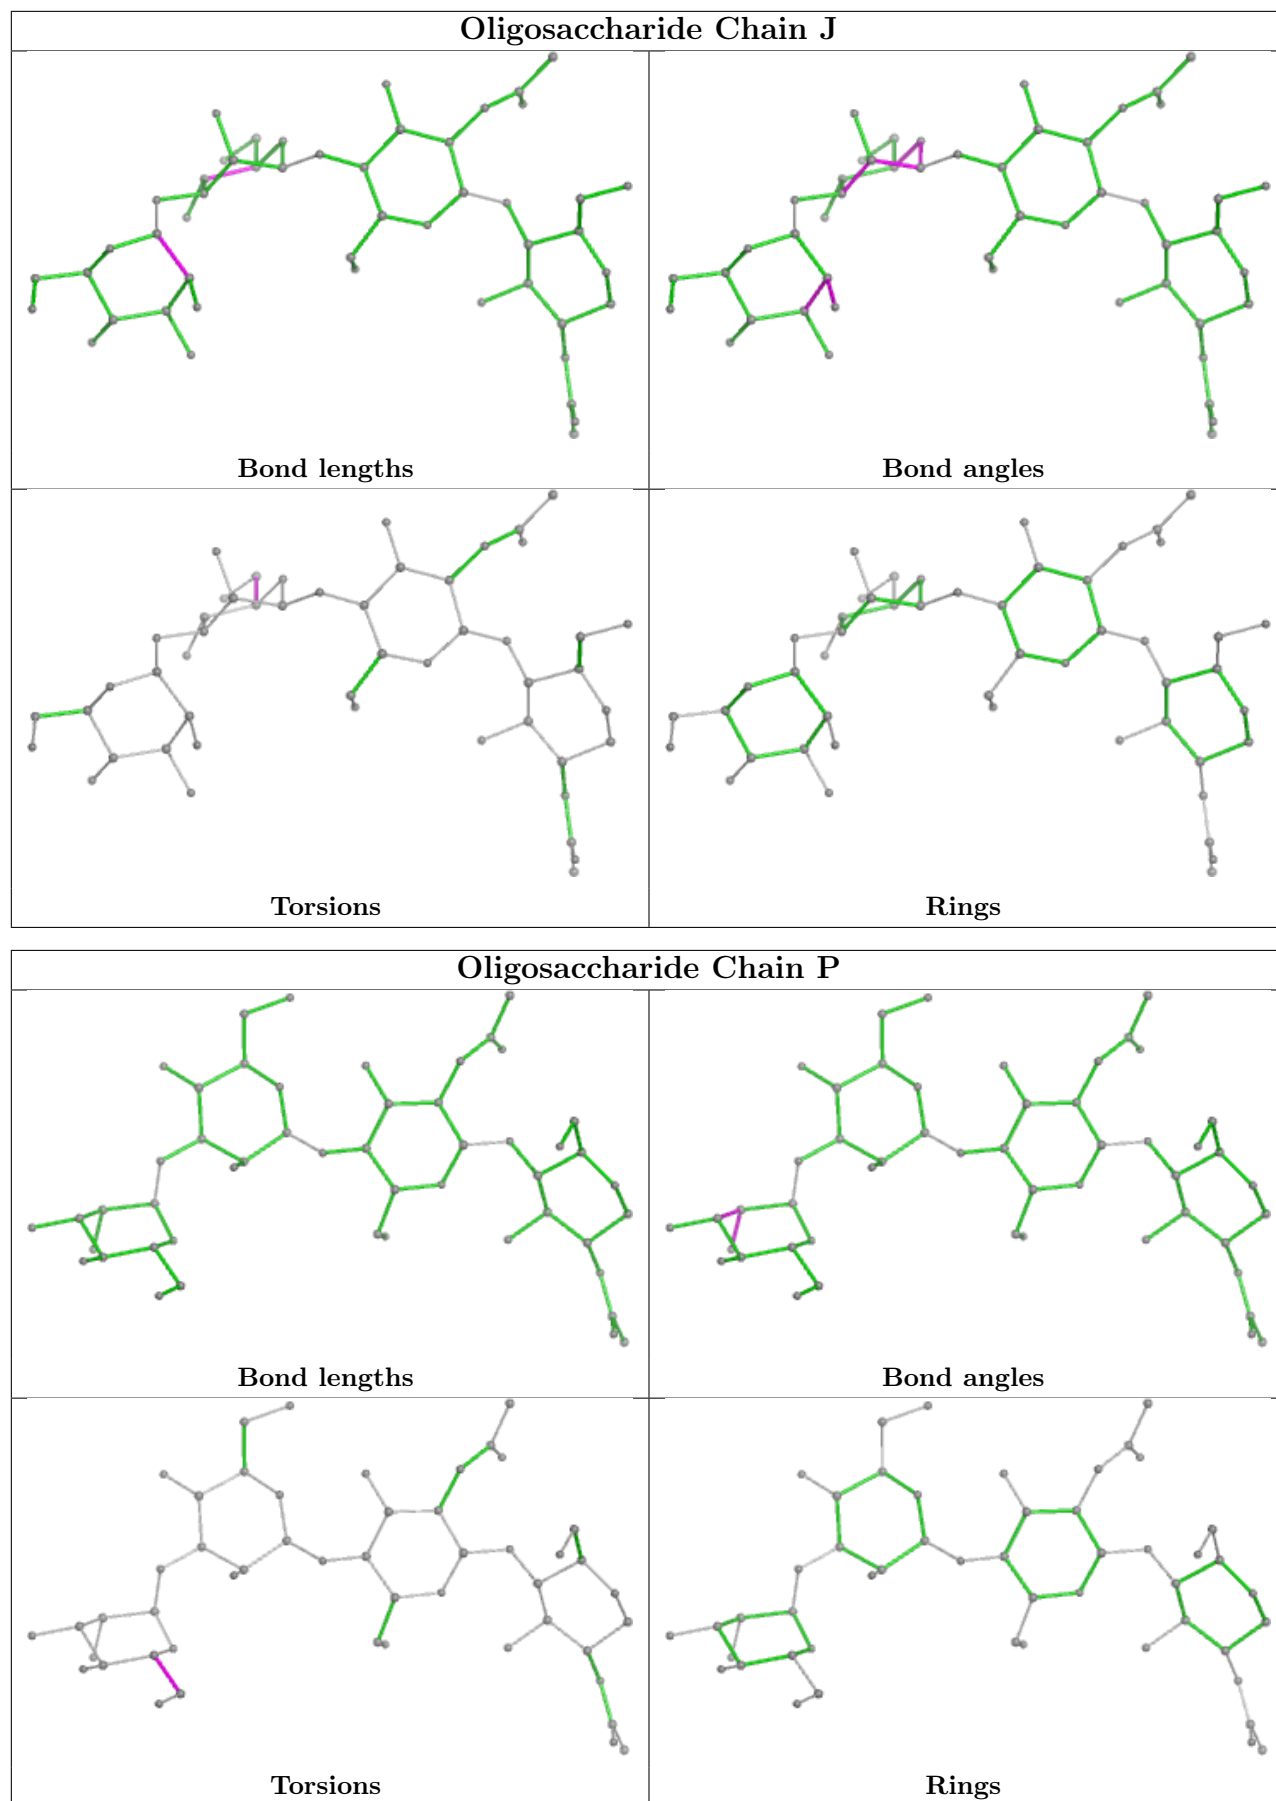 Oligosaccharide Chain J
Bond lengths
Bond angles
Torsions
Rings
Oligosaccharide Chain P
Bond lengths
Bond angles
Torsions
Rings